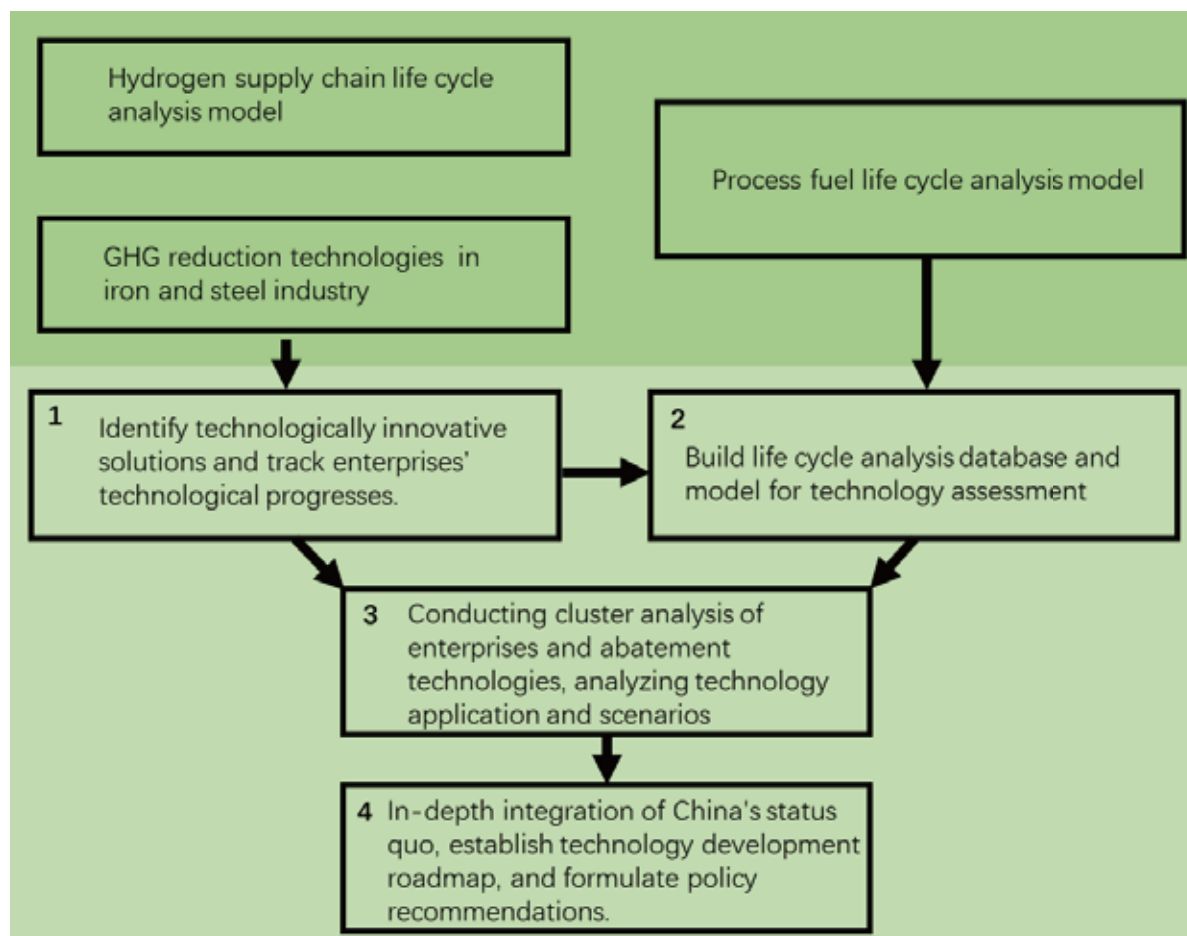 Hydrogen supply chain life cycle
analysis model
Process fuel life cycle analysis model
GHG reduction technologies in
iron and steel industry
1
Identify technologically innovative
solutions and track enterprises'
technological progresses.
2
Build life cycle analysis database and
model for technology assessment
3 Conducting cluster analysis of
enterprises and abatement
technologies, analyzing technology
application and scenarios
4 In-depth integration of China's status
quo, establish technology development
roadmap, and formulate policy
recommendations.